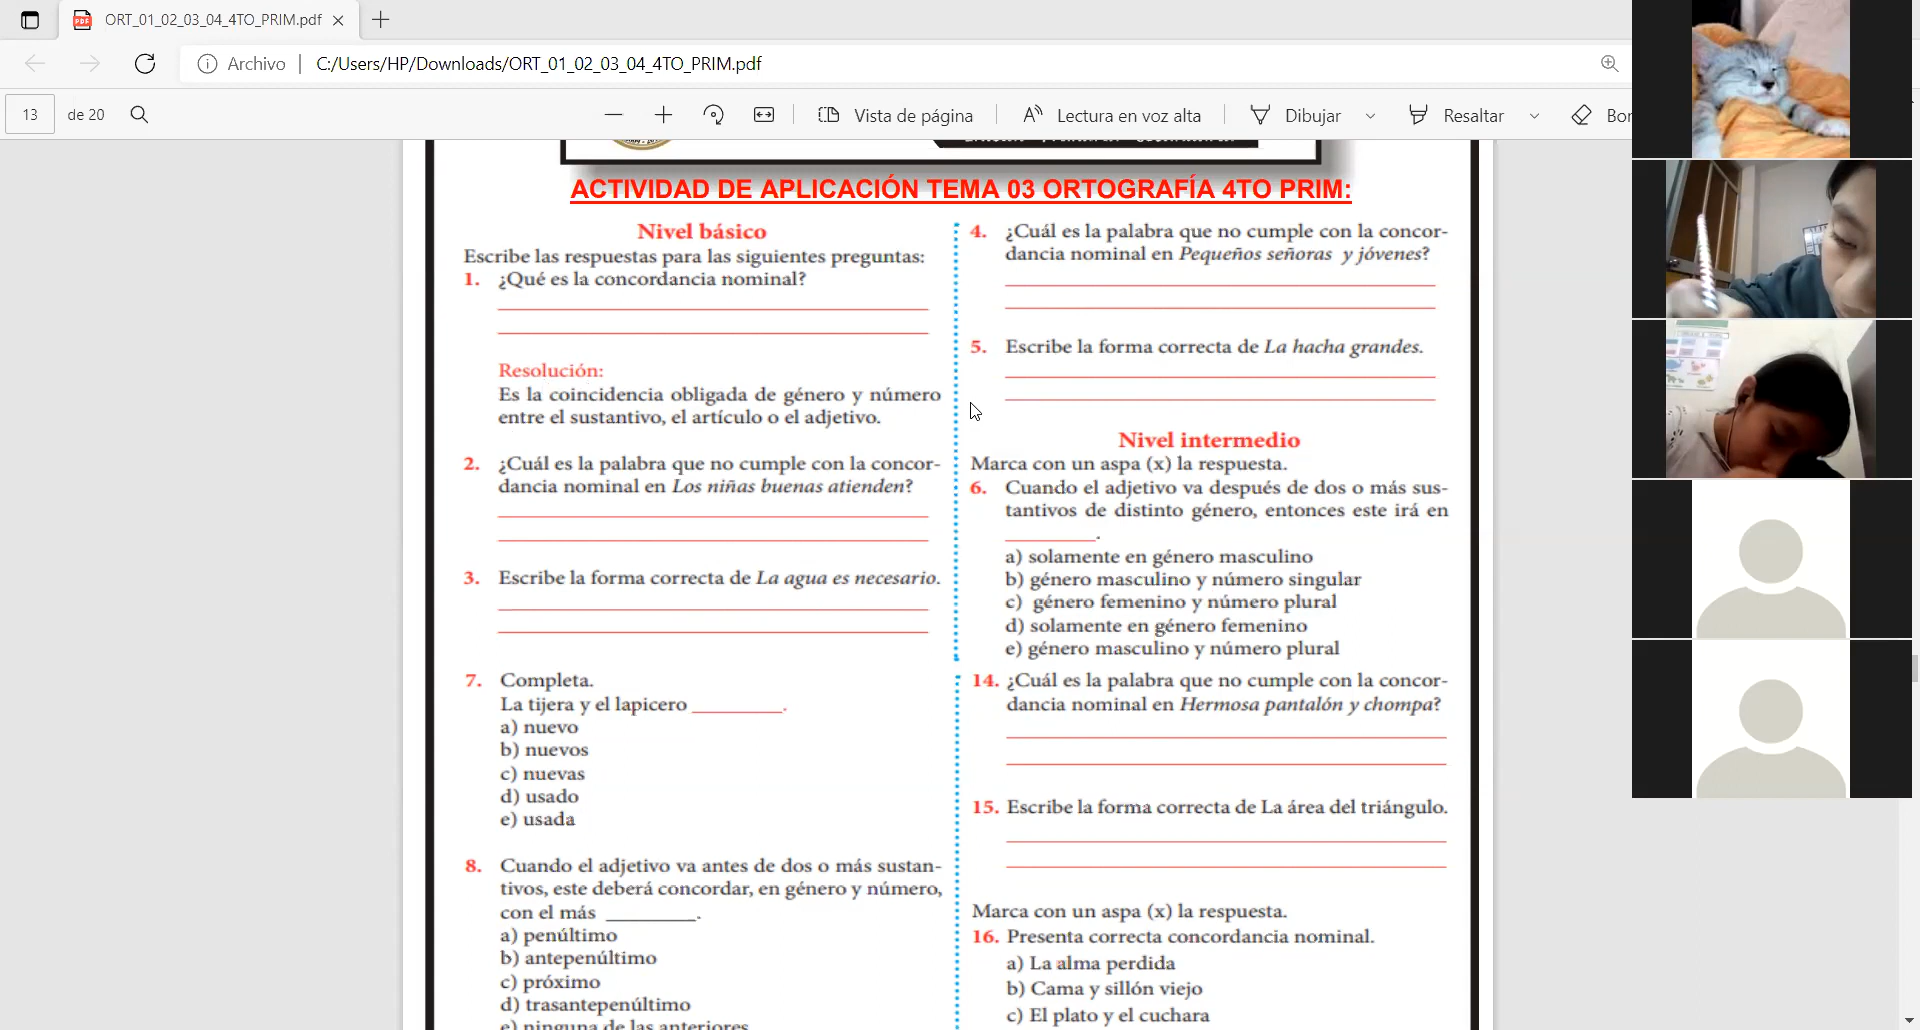 ORT_01_02_03_04_4TO_PRIM.pdf
Archivo
C:/Users/HP/Downloads/ORT_01_02_03_04_4TO_PRIM.pdf
13 de 20
Vista de página
Lectura en voz alta
Dibujar
Resaltar
ACTIVIDAD DE APLICACIÓN TEMA 03 ORTOGRAFÍA 4TO PRIM:
Nivel básico
Escribe las respuestas para las siguientes preguntas:
1. ¿Qué es la concordancia nominal?
Resolución:
Es la coincidencia obligada de género y número
entre el sustantivo, el artículo o el adjetivo.
2. ¿Cuál es la palabra que no cumple con la concor-
dancia nominal en Los niñas buenas atienden?
3. Escribe la forma correcta de La agua es necesario.
4. ¿Cuál es la palabra que no cumple con la concor-
dancia nominal en Pequeños señoras y jóvenes?
5. Escribe la forma correcta de La hacha grandes.
Nivel intermedio
Marca con un aspa (x) la respuesta.
6. Cuando el adjetivo va después de dos o más sus-
tantivos de distinto género, entonces este irá en
_________.
a) solamente en género masculino
b) género masculino y número singular
c) género femenino y número plural
d) solamente en género femenino
e) género masculino y número plural
7. Completa.
La tijera y el lapicero _________.
a) nuevo
b) nuevos
c) nuevas
d) usado
e) usada
8. Cuando el adjetivo va antes de dos o más sustan-
tivos, este deberá concordar, en género y número,
con el más _________.
a) penúltimo
b) antepenúltimo
c) próximo
d) trasantepenúltimo
e) ninguna de las anteriores
14. ¿Cuál es la palabra que no cumple con la concor-
dancia nominal en Hermosa pantalón y chompa?
15. Escribe la forma correcta de La área del triángulo.
Marca con un aspa (x) la respuesta.
16. Presenta correcta concordancia nominal.
a) La alma perdida
b) Cama y sillón viejo
c) El plato y el cuchara